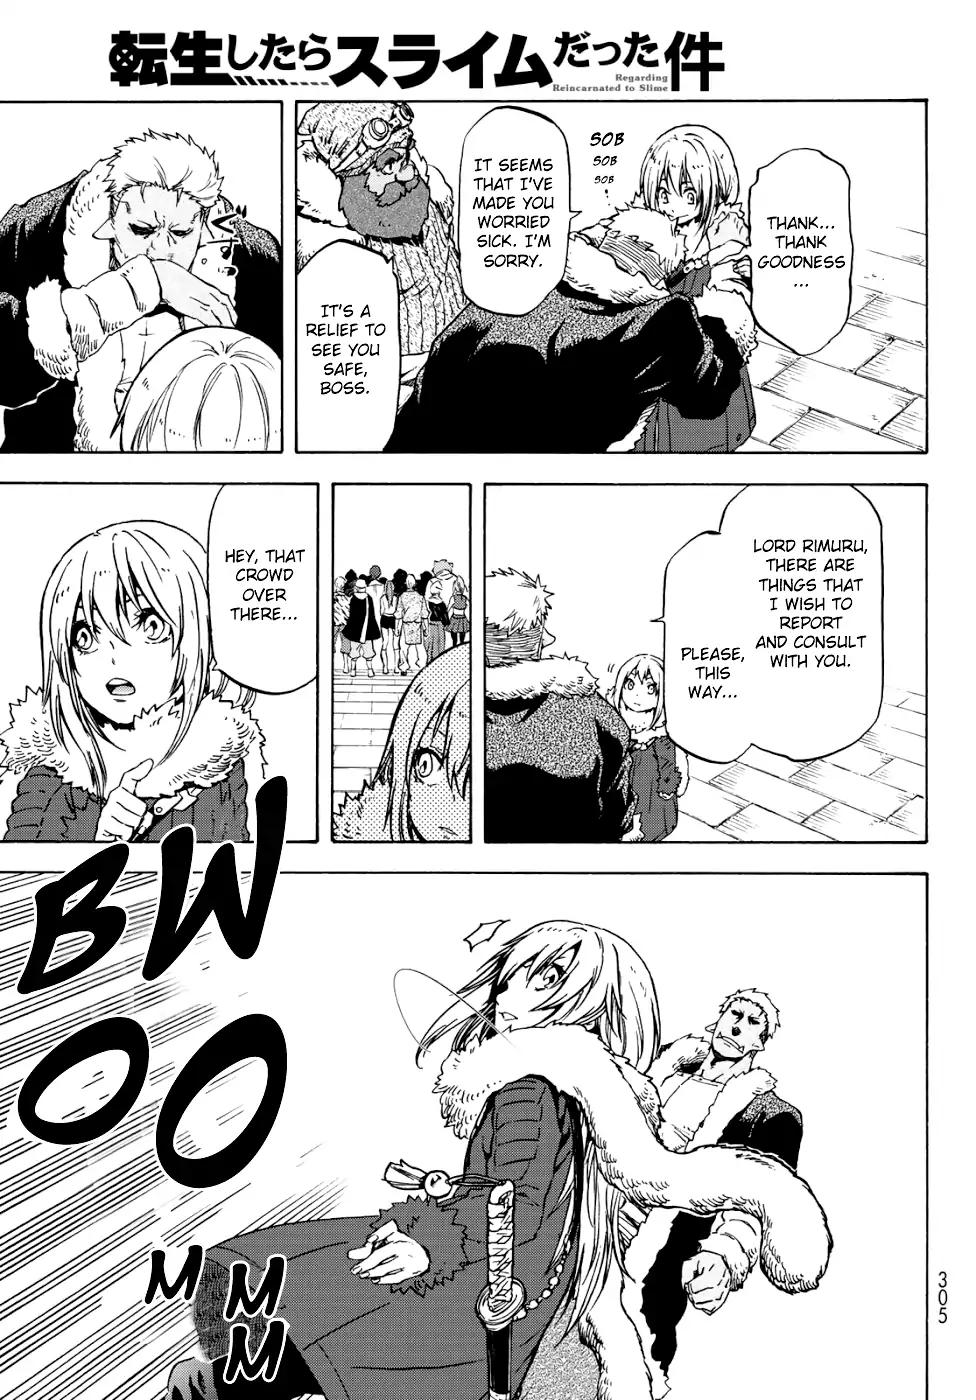 転生したらスライムだった件
Regarding
Reincarnated to Slime
THANK...
THANK
GOODNESS
...
SOB
SOB
SOB
IT SEEMS
THAT I'VE
MADE YOU
WORRIED
SICK. I'M
SORRY.
IT'S A
RELIEF TO
SEE YOU
SAFE,
BOSS.
LORD RIMURU,
THERE ARE
THINGS THAT
I WISH TO
REPORT
AND CONSULT
WITH YOU.
PLEASE,
THIS
WAY...
HEY, THAT
CROWD
OVER
THERE...
BW
OO
M
M
M
305